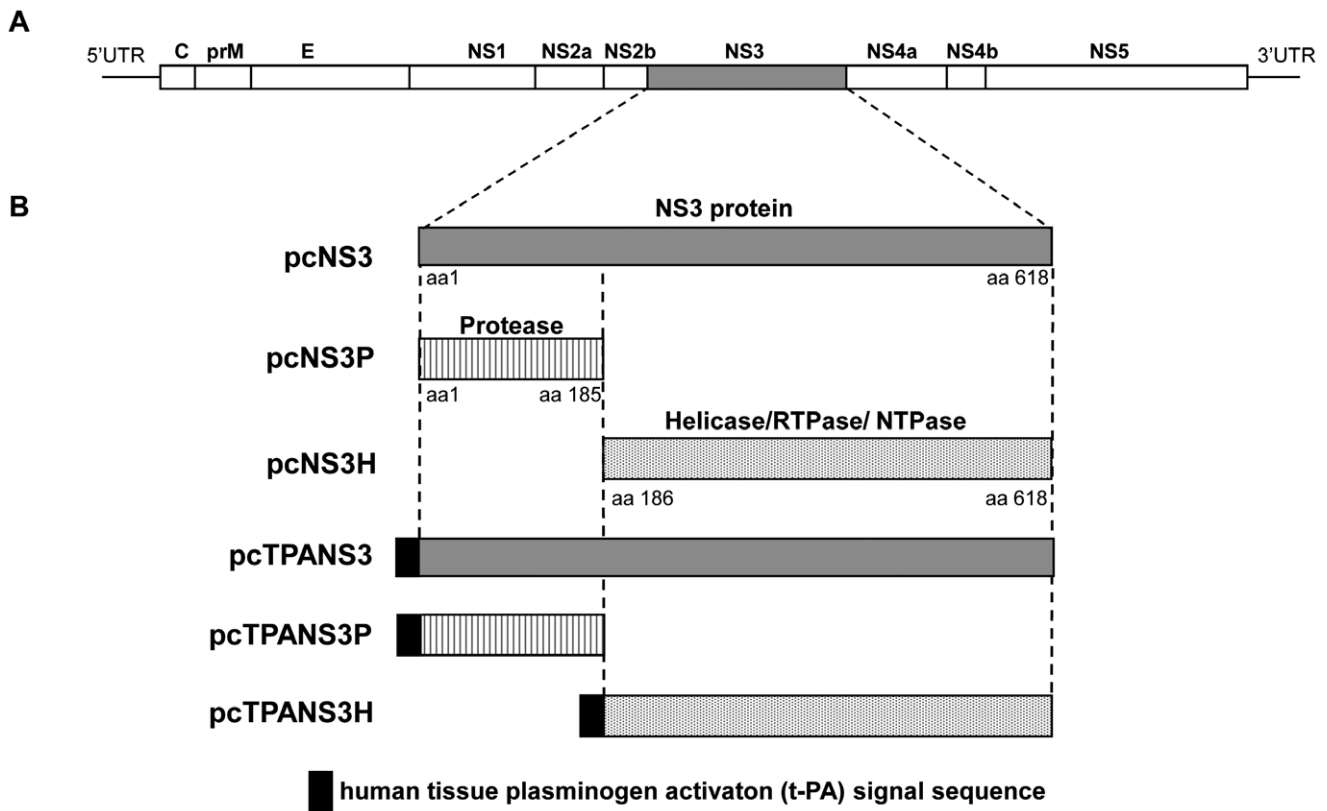 A
5'UTR C prM E NS1 NS2a NS2b NS3 NS4a NS4b NS5 3'UTR
B
NS3 protein
pcNS3
aa1 aa 618
Protease
pcNS3P
aa1 aa 185
Helicase/RTPase/ NTPase
pcNS3H
aa 186 aa 618
pcTPANS3
pcTPANS3P
pcTPANS3H
human tissue plasminogen activaton (t-PA) signal sequence